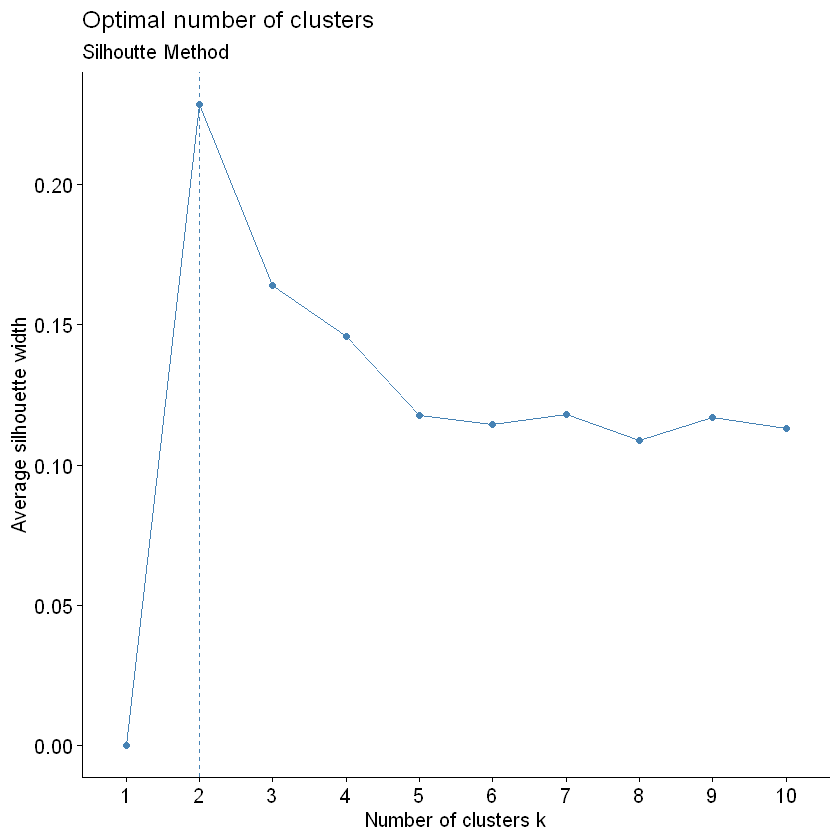 Optimal number of clusters
Silhoutte Method
Average silhouette width
0.20
0.15
0.10
0.05
0.00
1 2 3 4 5 6 7 8 9 10
Number of clusters k